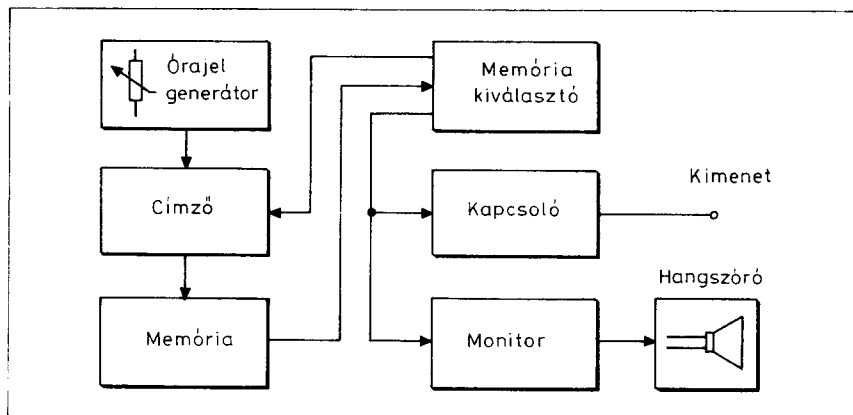 Órajel
generátor
Memória
kiválasztó
Címző
Kapcsoló
Kimenet
Memória
Monitor
Hangszóró